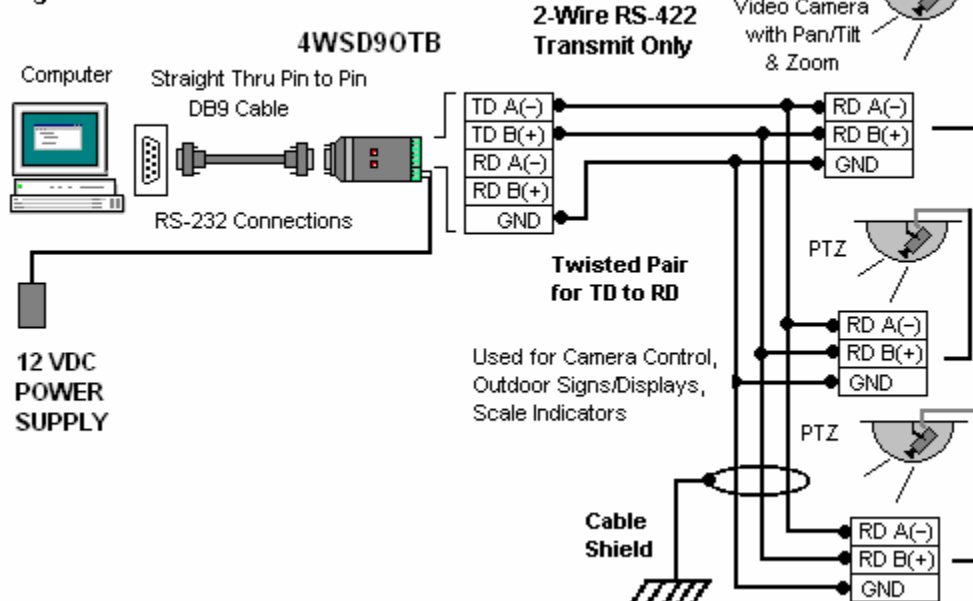 2-Wire RS-422
Transmit Only
Video Camera
with Pan/Tilt
& Zoom
4WSD9OTB
Computer
Straight Thru Pin to Pin
DB9 Cable
RS-232 Connections
TD A(-)
TD B(+)
RD A(-)
RD B(+)
GND
RD A(-)
RD B(+)
GND
12 VDC
POWER
SUPPLY
Twisted Pair
for TD to RD
Used for Camera Control,
Outdoor Signs/Displays,
Scale Indicators
PTZ
RD A(-)
RD B(+)
GND
PTZ
Cable
Shield
RD A(-)
RD B(+)
GND